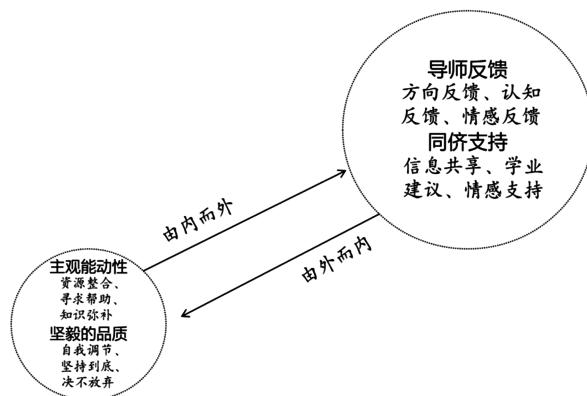 导师反馈
方向反馈、认知
反馈、情感反馈
同侪支持
信息共享、学业
建议、情感支持
由内而外
由外而内
主观能动性
资源整合、
寻求帮助、
知识弥补
坚毅的品质
自我调节、
坚持到底、
决不放弃